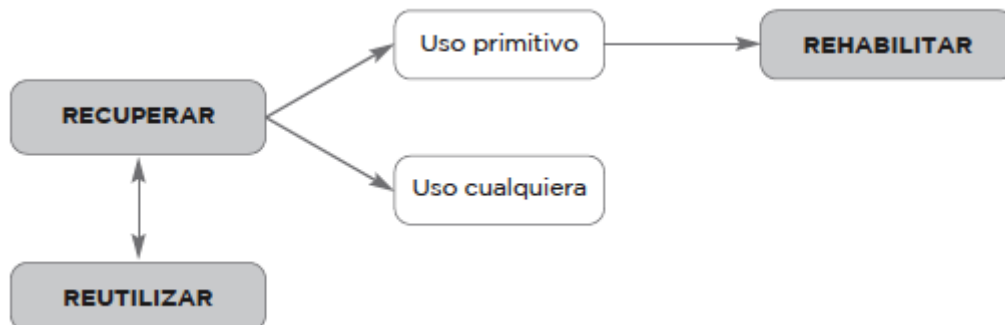 Uso primitivo
REHABILITAR
RECUPERAR
Uso cualquiera
REUTILIZAR